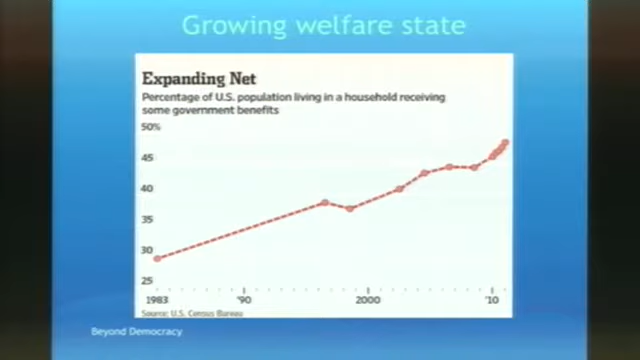 Growing welfare state
Expanding Net
Percentage of U.S. population living in a household receiving
some government benefits
50%
45
40
35
30
25
1983 '90 2000 '10
Source: U.S. Census Bureau
Beyond Democracy